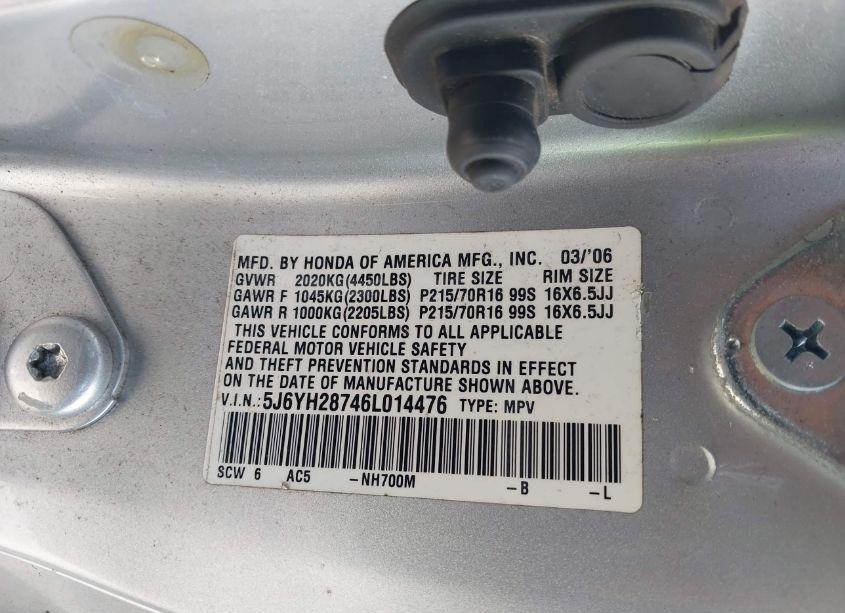 MFD. BY HONDA OF AMERICA MFG., INC. 03/'06
GVWR 2020KG(4450LBS) TIRE SIZE RIM SIZE
GAWR F 1045KG(2300LBS) P215/70R16 99S 16X6.5JJ
GAWR R 1000KG(2205LBS) P215/70R16 99S 16X6.5JJ
THIS VEHICLE CONFORMS TO ALL APPLICABLE
FEDERAL MOTOR VEHICLE SAFETY
AND THEFT PREVENTION STANDARDS IN EFFECT
ON THE DATE OF MANUFACTURE SHOWN ABOVE.
V.I.N.: 5J6YH28746L014476 TYPE: MPV
SCW 6 AC5 -NH700M -B -L